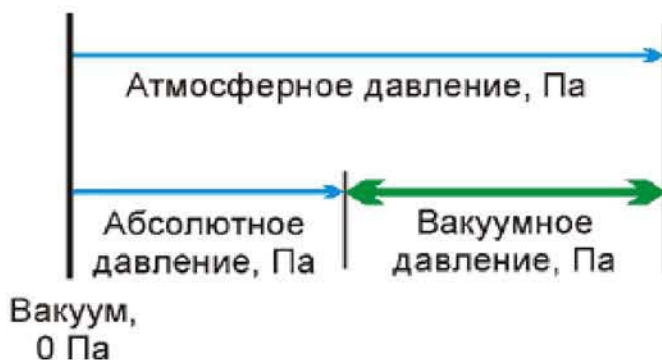 Атмосферное давление, Па
Абсолютное
давление, Па
Вакуумное
давление, Па
Вакуум,
0 Па